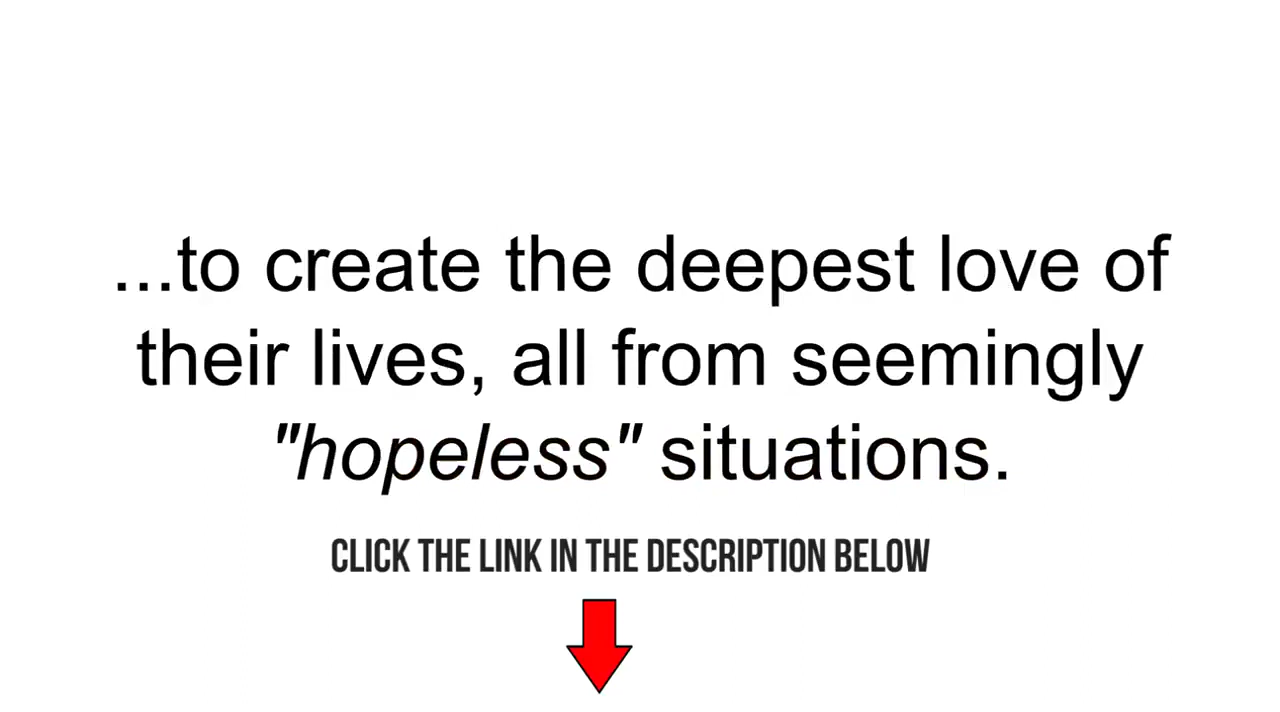 ...to create the deepest love of
their lives, all from seemingly
"hopeless" situations.
CLICK THE LINK IN THE DESCRIPTION BELOW